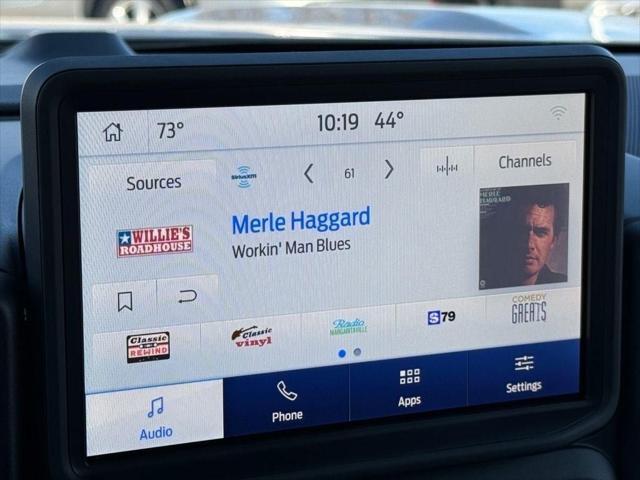 73° 10:19 44°
Sources
SiriusXM
61
Channels
WILLIE'S
ROADHOUSE
Merle Haggard
Workin' Man Blues
MERLE
HAGGARD
Classic
REWIND
Classic
vinyl
Radio
MARGARITAVILLE
S 79
COMEDY
GREATS
Audio
Phone
Apps
Settings